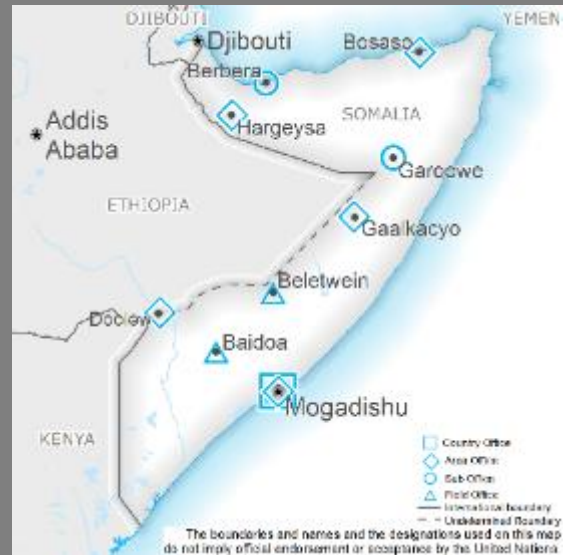 DJIBOUTI
YEMEN
Djibouti
Bosaso
Berbera
SOMALIA
Addis
Ababa
Hargeysa
Garoowe
ETHIOPIA
Gaalkacyo
Beletwein
Doolow
Baidoa
Mogadishu
KENYA
Country Office
Area Office
Sub Office
Field Office
International boundary
Undetermined Boundary
The boundaries and names and the designations used on this map
do not imply official endorsement or acceptance by the United Nations.